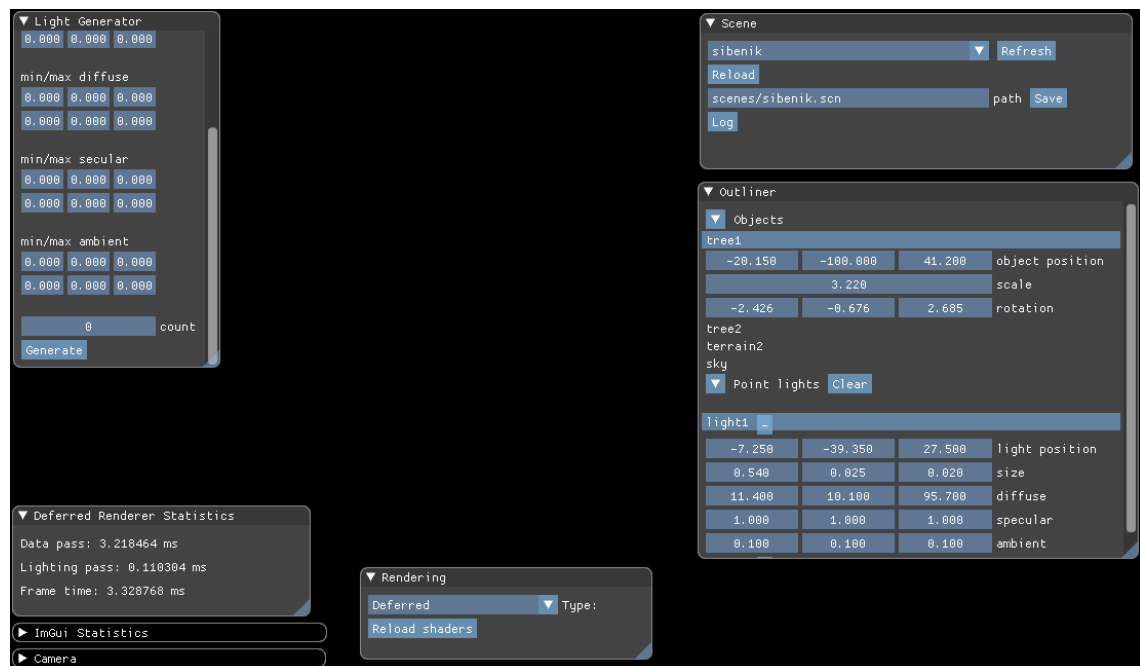 Light Generator
0.000 0.000 0.000
min/max diffuse
0.000 0.000 0.000
0.000 0.000 0.000
min/max secular
0.000 0.000 0.000
0.000 0.000 0.000
min/max ambient
0.000 0.000 0.000
0.000 0.000 0.000
0 count
Generate
Scene
sibenik Refresh
Reload
scenes/sibenik.scn path Save
Log
Outliner
Objects
tree1
-20.150 -100.000 41.200 object position
3.220 scale
-2.426 -0.676 2.685 rotation
tree2
terrain2
sky
Point lights Clear
light1 -
-7.250 -39.350 27.500 light position
0.540 0.025 0.020 size
11.400 10.100 95.700 diffuse
1.000 1.000 1.000 specular
0.100 0.100 0.100 ambient
Deferred Renderer Statistics
Data pass: 3.218464 ms
Lighting pass: 0.110304 ms
Frame time: 3.328768 ms
ImGui Statistics
Camera
Rendering
Deferred Type:
Reload shaders